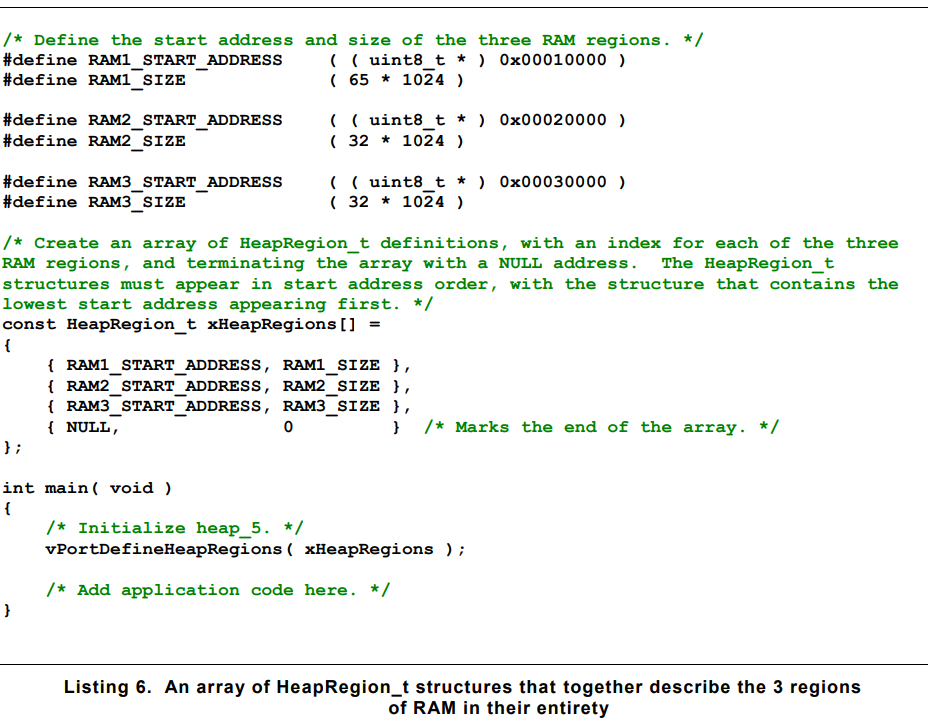 /* Define the start address and size of the three RAM regions. */
#define RAM1_START_ADDRESS    ( ( uint8_t * ) 0x00010000 )
#define RAM1_SIZE             ( 65 * 1024 )

#define RAM2_START_ADDRESS    ( ( uint8_t * ) 0x00020000 )
#define RAM2_SIZE             ( 32 * 1024 )

#define RAM3_START_ADDRESS    ( ( uint8_t * ) 0x00030000 )
#define RAM3_SIZE             ( 32 * 1024 )

/* Create an array of HeapRegion_t definitions, with an index for each of the three
RAM regions, and terminating the array with a NULL address.  The HeapRegion_t
structures must appear in start address order, with the structure that contains the
lowest start address appearing first. */
const HeapRegion_t xHeapRegions[] =
{
    { RAM1_START_ADDRESS, RAM1_SIZE },
    { RAM2_START_ADDRESS, RAM2_SIZE },
    { RAM3_START_ADDRESS, RAM3_SIZE },
    { NULL,               0         }  /* Marks the end of the array. */
};

int main( void )
{
    /* Initialize heap_5. */
    vPortDefineHeapRegions( xHeapRegions );

    /* Add application code here. */
}

Listing 6.  An array of HeapRegion_t structures that together describe the 3 regions
of RAM in their entirety